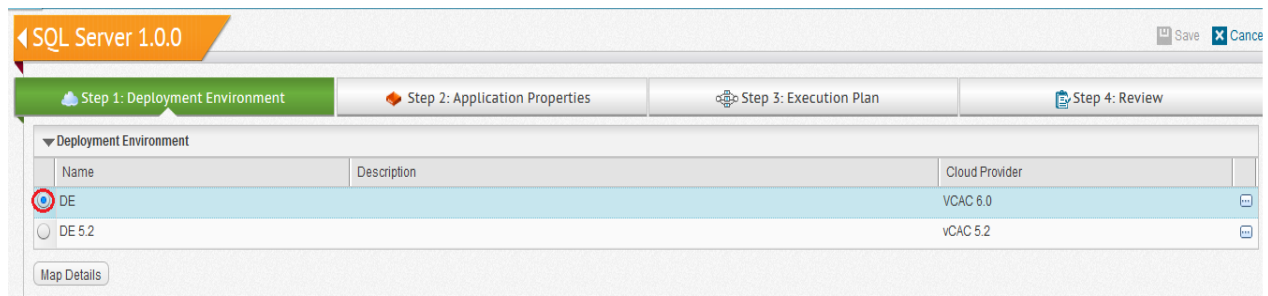 SQL Server 1.0.0
Save Cance
Step 1: Deployment Environment Step 2: Application Properties Step 3: Execution Plan Step 4: Review
Deployment Environment
Name Description Cloud Provider
DE VCAC 6.0
DE 5.2 vCAC 5.2
Map Details